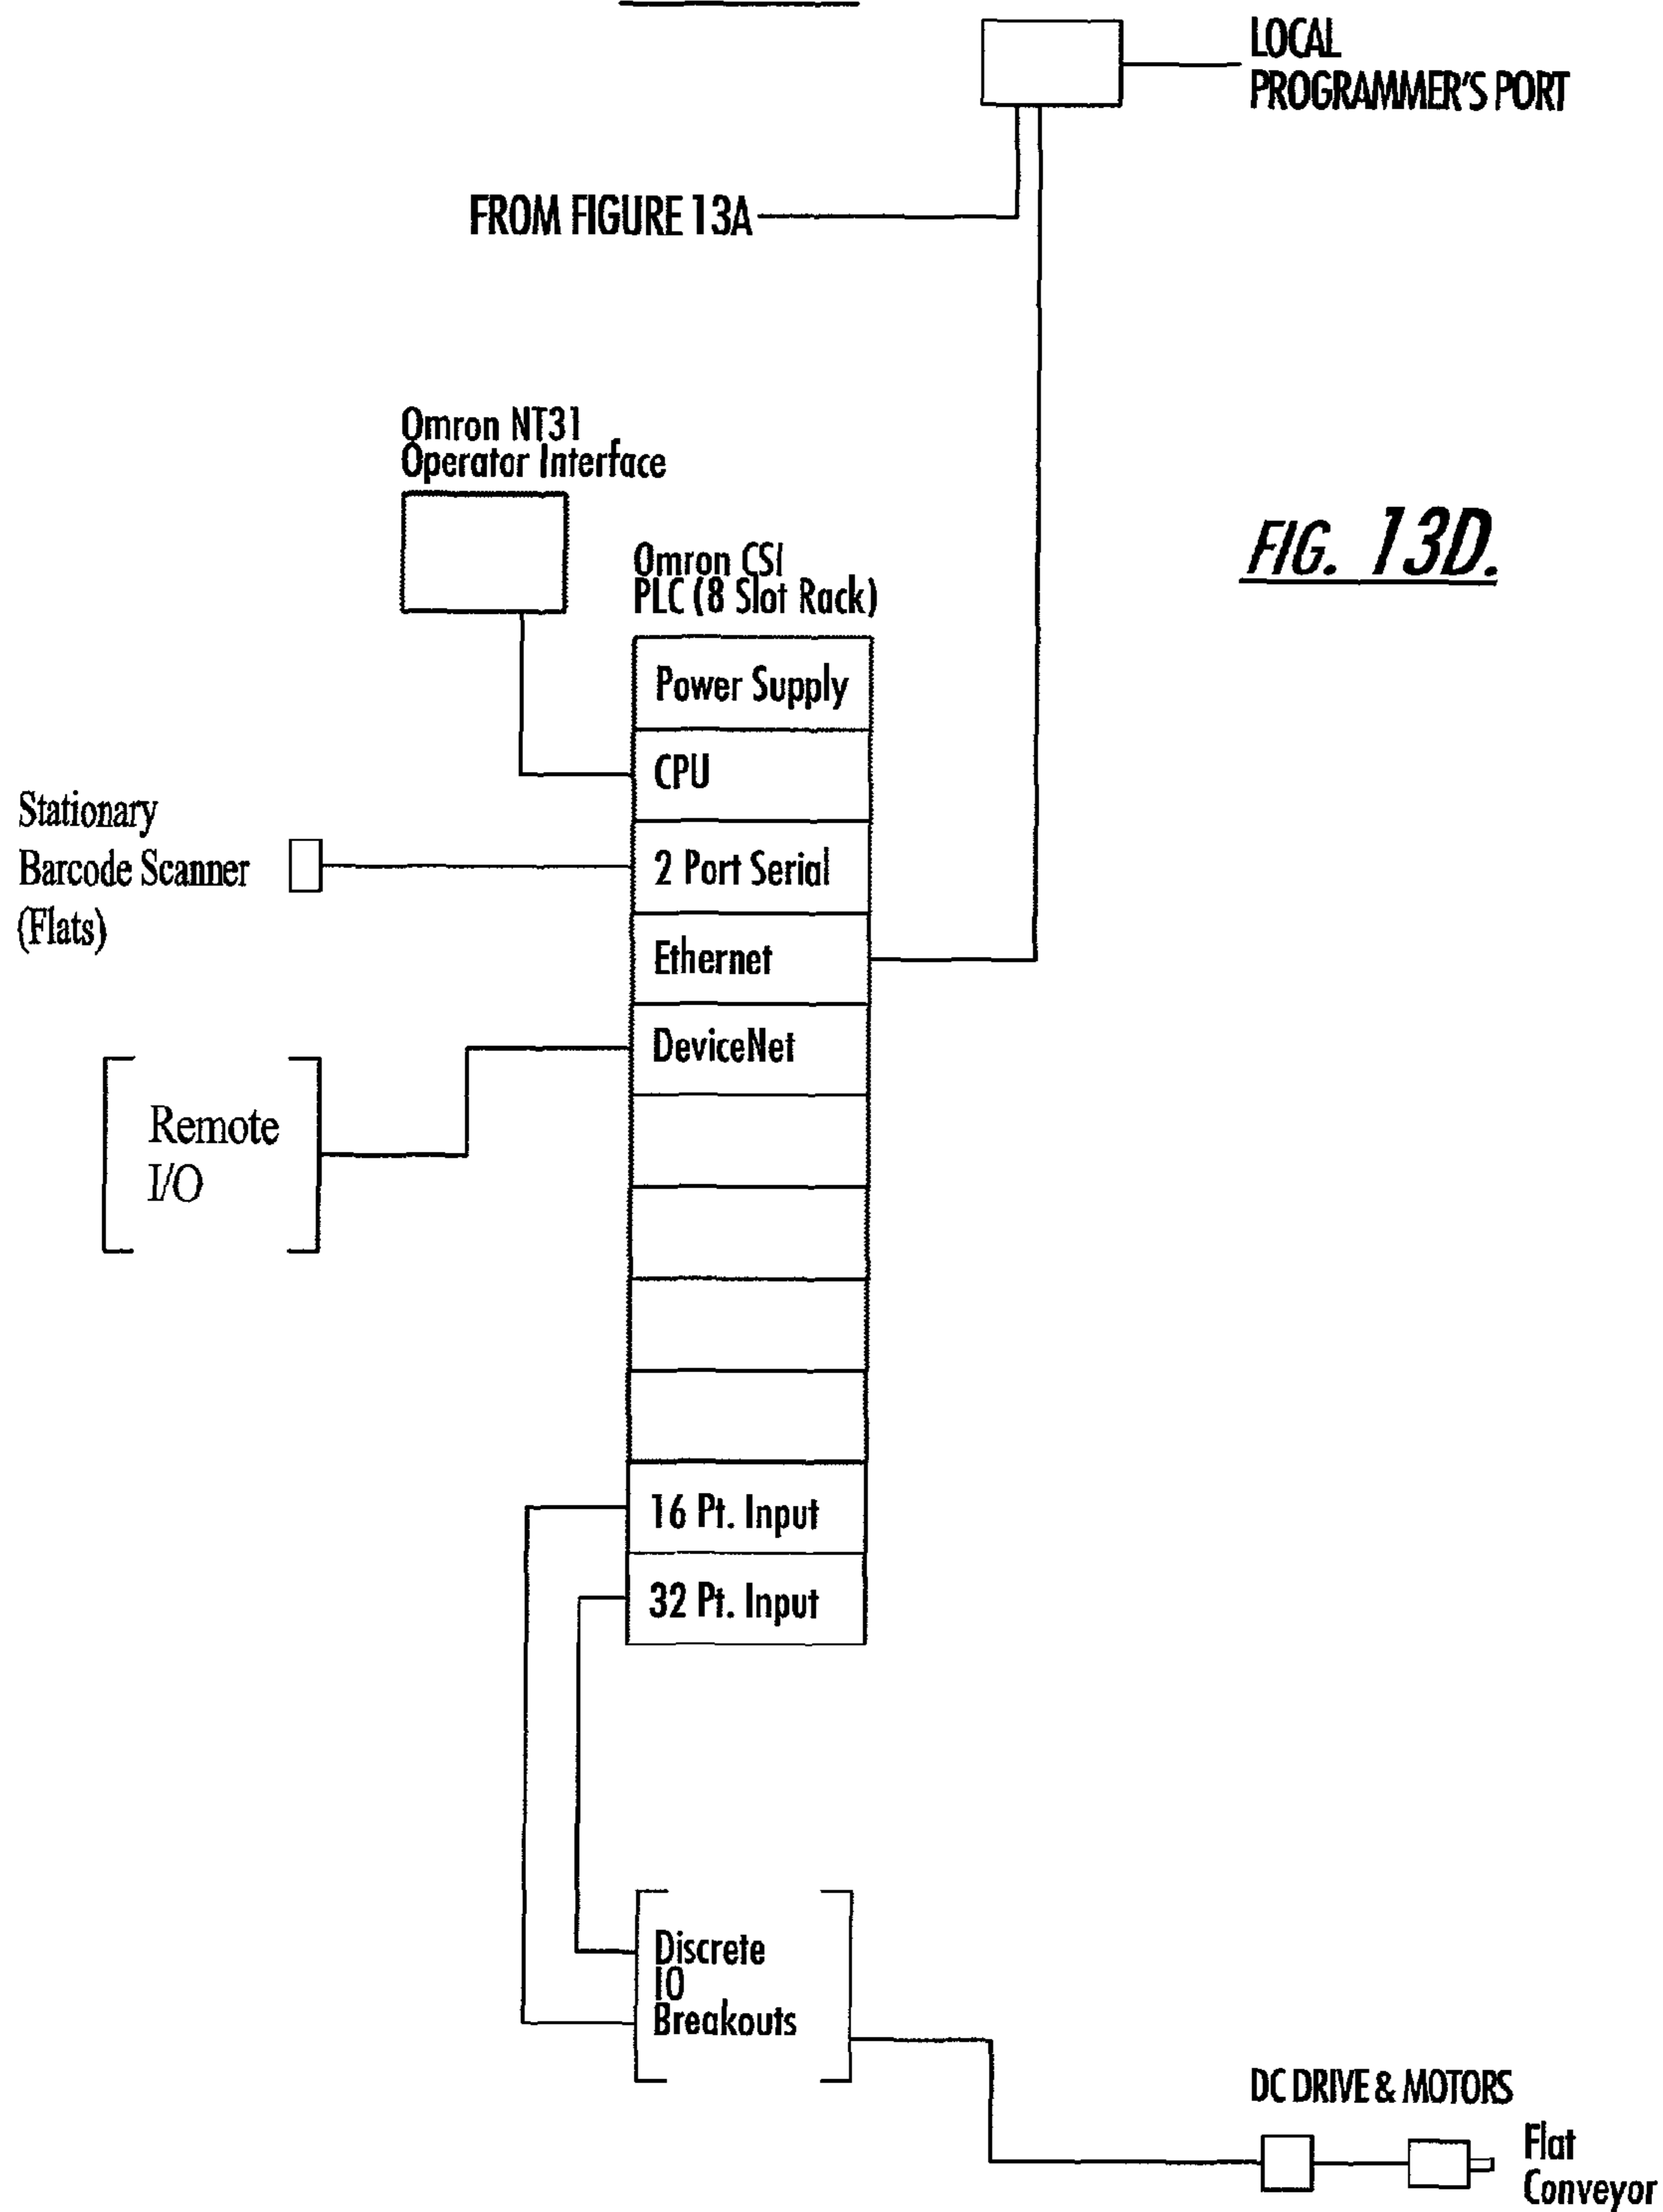 LOCAL
PROGRAMMER'S PORT
FROM FIGURE 13A
Omron NT31
Operator Interface
FIG. 13D.
Omron CSI
PLC (8 Slot Rack)
Power Supply
CPU
Stationary
Barcode Scanner
(Flats)
2 Port Serial
Ethernet
DeviceNet
Remote
I/O
16 Pt. Input
32 Pt. Input
Discrete
IO
Breakouts
DC DRIVE & MOTORS
Flat
Conveyor